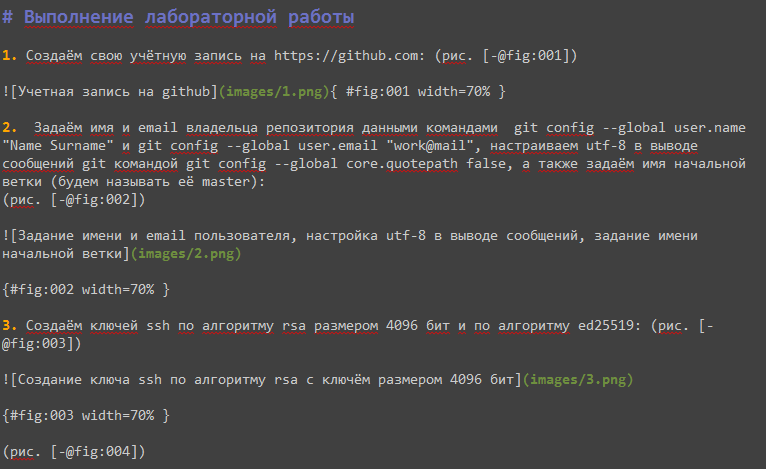 # Выполнение лабораторной работы
1. Создаём свою учётную запись на https://github.com: (рис. [-@fig:001])
![Учетная запись на github](images/1.png){ #fig:001 width=70% }
2.  Задаём имя и email владельца репозитория данными командами  git config --global user.name
"Name Surname" и git config --global user.email "work@mail", настраиваем utf-8 в выводе
сообщений git командой git config --global core.quotepath false, а также задаём имя начальной
ветки (будем называть её master):
(рис. [-@fig:002])
![Задание имени и email пользователя, настройка utf-8 в выводе сообщений, задание имени
начальной ветки](images/2.png)
{#fig:002 width=70% }
3. Создаём ключей ssh по алгоритму rsa размером 4096 бит и по алгоритму ed25519: (рис. [-
@fig:003])
![Создание ключа ssh по алгоритму rsa с ключём размером 4096 бит](images/3.png)
{#fig:003 width=70% }
(рис. [-@fig:004])